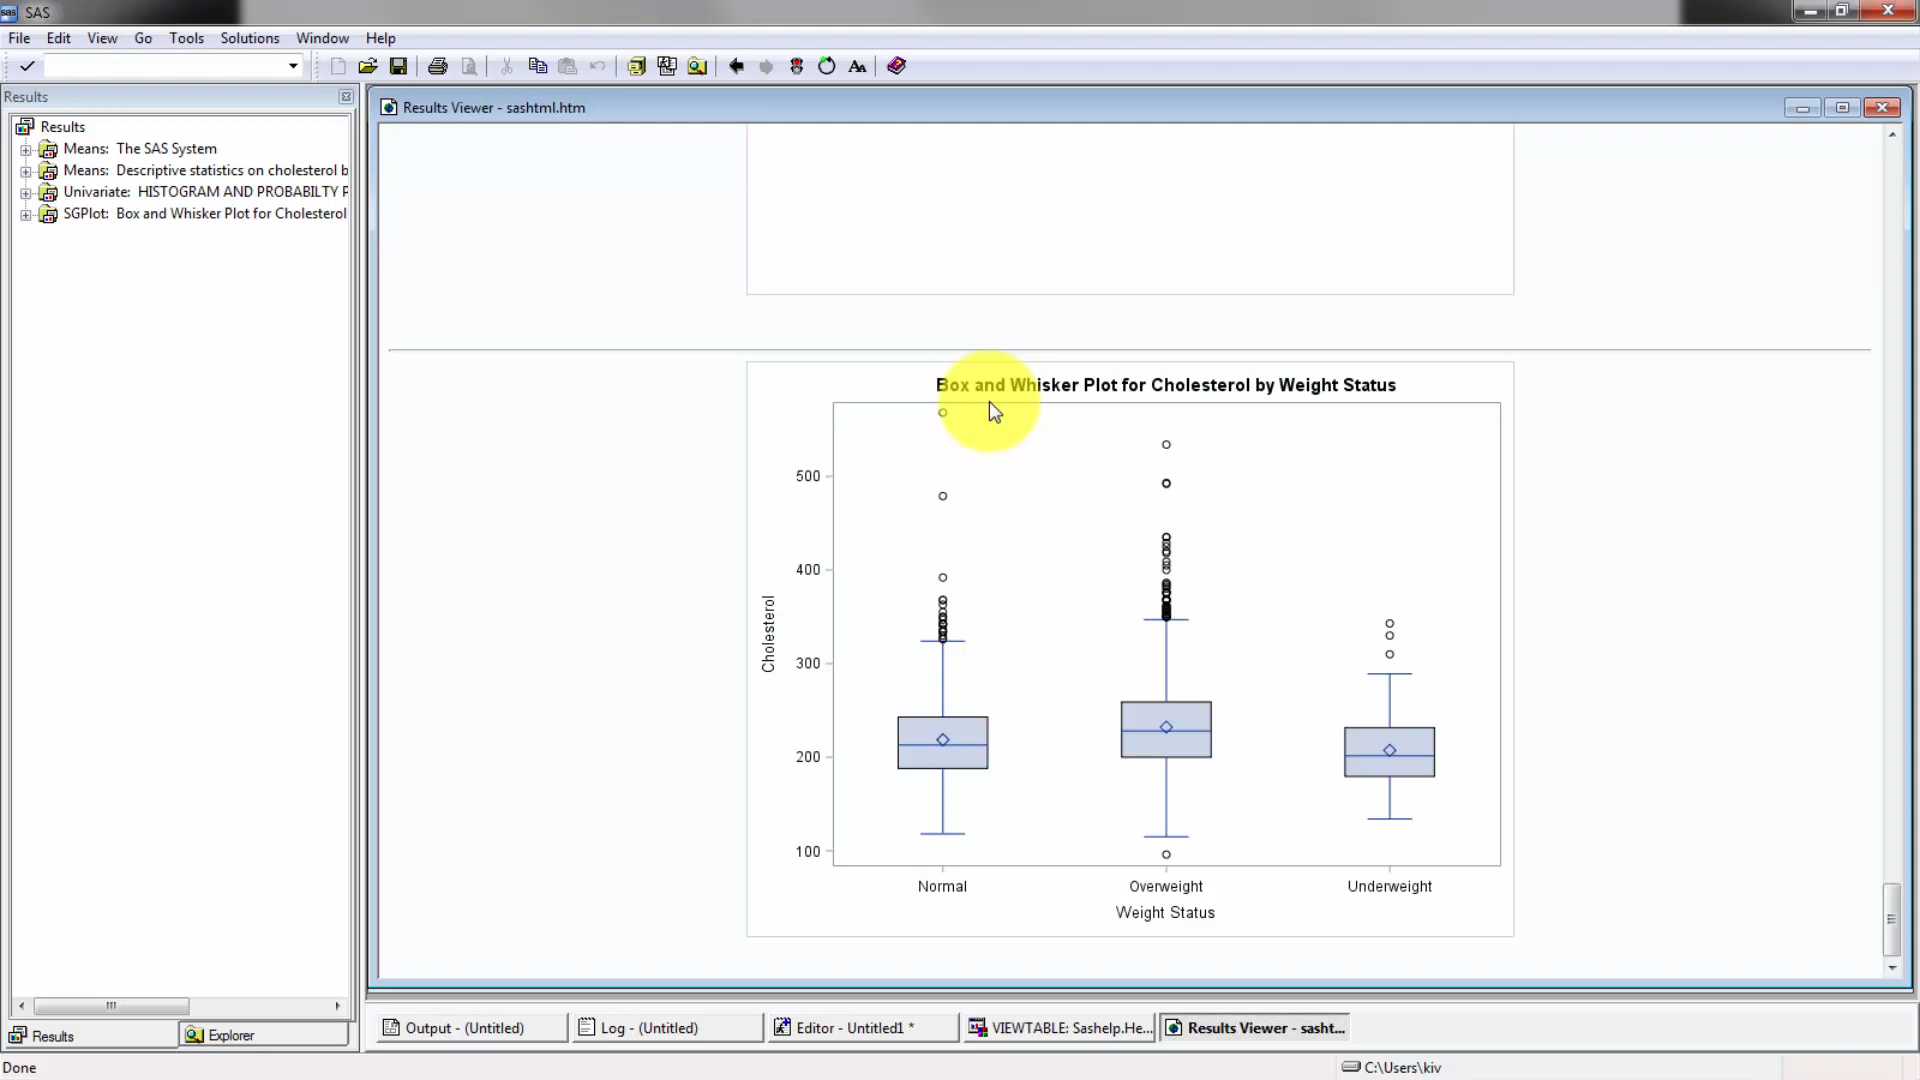 SAS
File Edit View Go Tools Solutions Window Help
Results
Results Viewer - sashtml.htm
Results
Means: The SAS System
Means: Descriptive statistics on cholesterol b
Univariate: HISTOGRAM AND PROBABILTY P
SGPlot: Box and Whisker Plot for Cholesterol
Box and Whisker Plot for Cholesterol by Weight Status
500
400
300
200
100
Cholesterol
Normal Overweight Underweight
Weight Status
Results Explorer
Output - (Untitled) Log - (Untitled) Editor - Untitled1 * VIEWTABLE: Sashelp.He... Results Viewer - sasht...
Done C:\Users\kiv